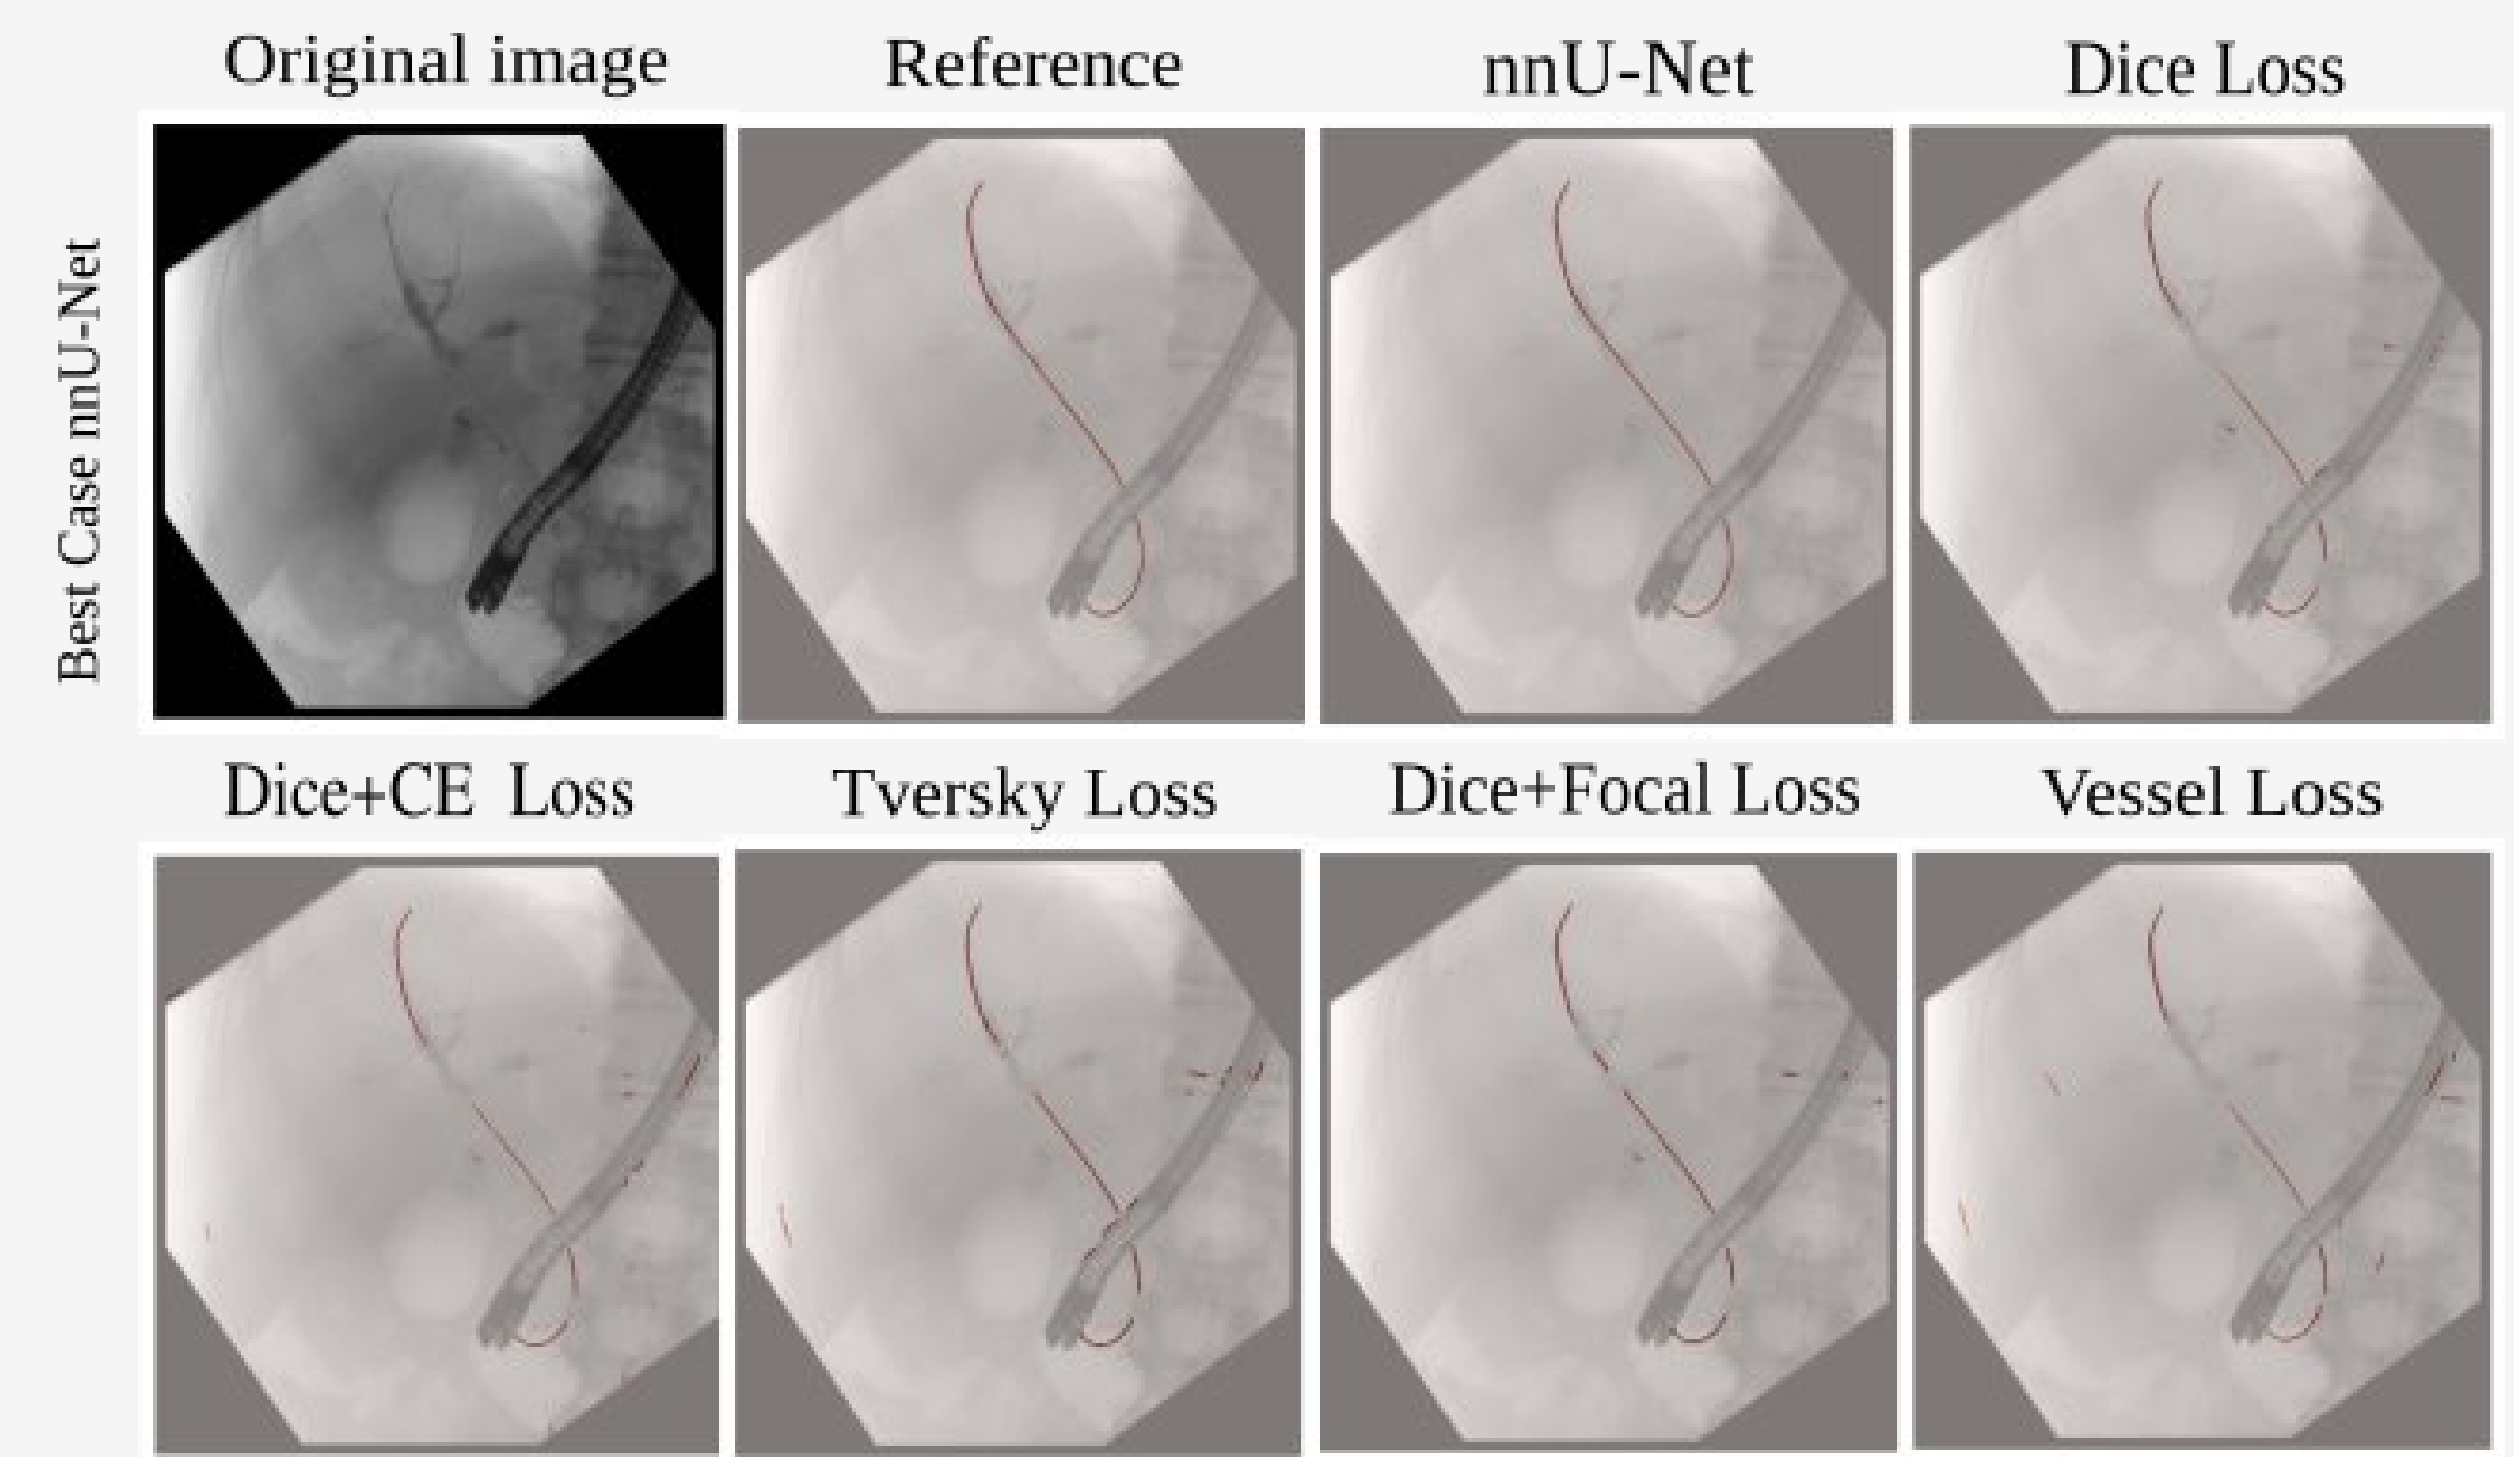 Original image
Reference
nnU-Net
Dice Loss
Best Case nnU-Net
Dice+CE Loss
Tversky Loss
Dice+Focal Loss
Vessel Loss